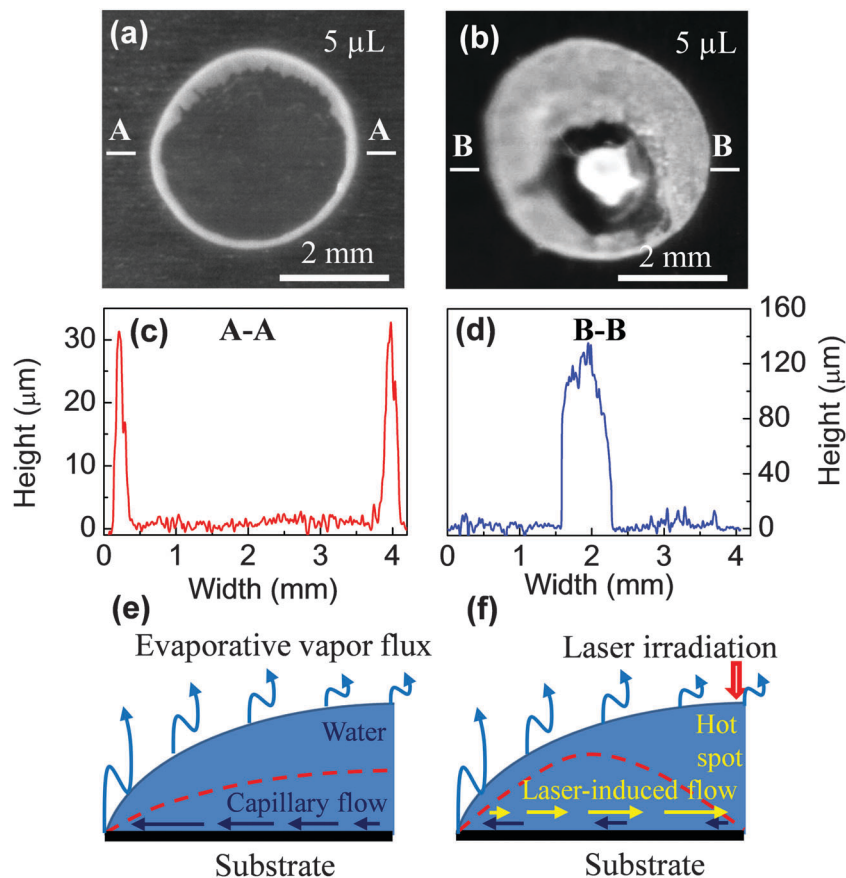 (a) 5 µL
A A
2 mm
(b) 5 µL
B B
2 mm
(c) A-A
30
20
10
0
Height (µm)
0 1 2 3 4
Width (mm)
(d) B-B
160
120
80
40
0
Height (µm)
0 1 2 3 4
Width (mm)
(e)
Evaporative vapor flux
Water
Capillary flow
Substrate
(f)
Laser irradiation
Hot
spot
Laser-induced flow
Substrate